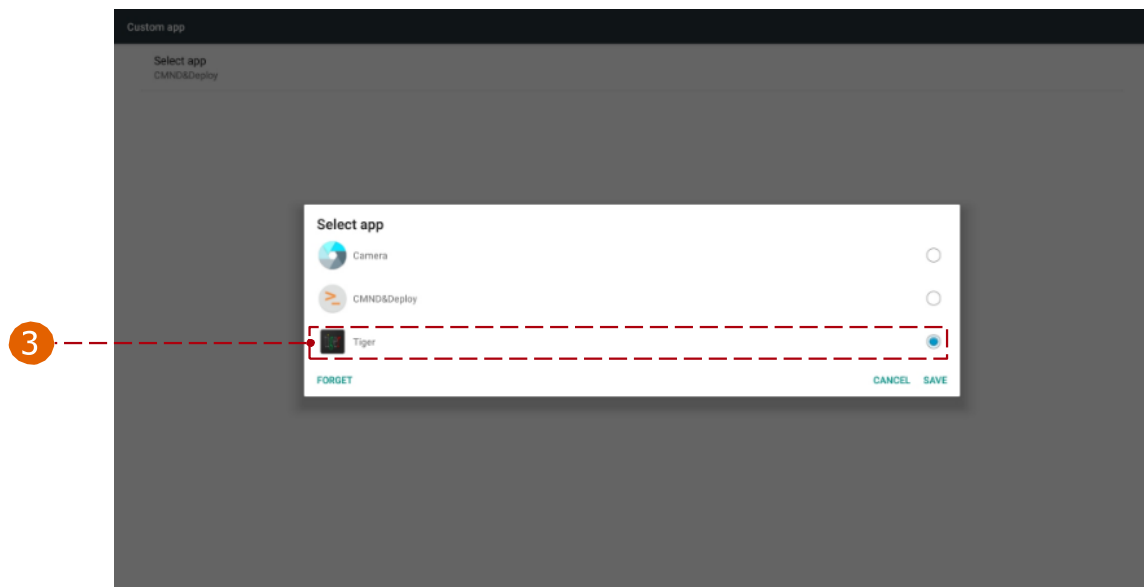 Custom app
Select app
CMND&Deploy
Select app
Camera
CMND&Deploy
3
Tiger
FORGET
CANCEL SAVE